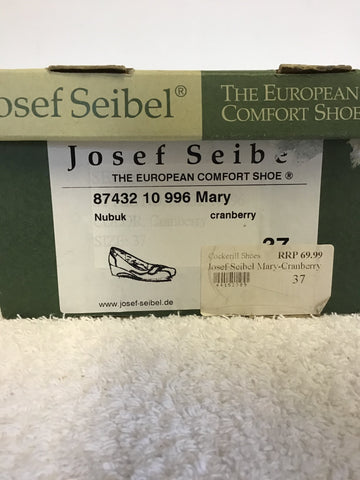 osef Seibel®
THE EUROPEAN
COMFORT SHOE
Josef Seibe
THE EUROPEAN COMFORT SHOE ®
87432 10 996 Mary
Nubuk cranberry
37
www.josef-seibel.de
Cockerill Shoes RRP 69.99
Josef Seibel Mary-Cranberry
37